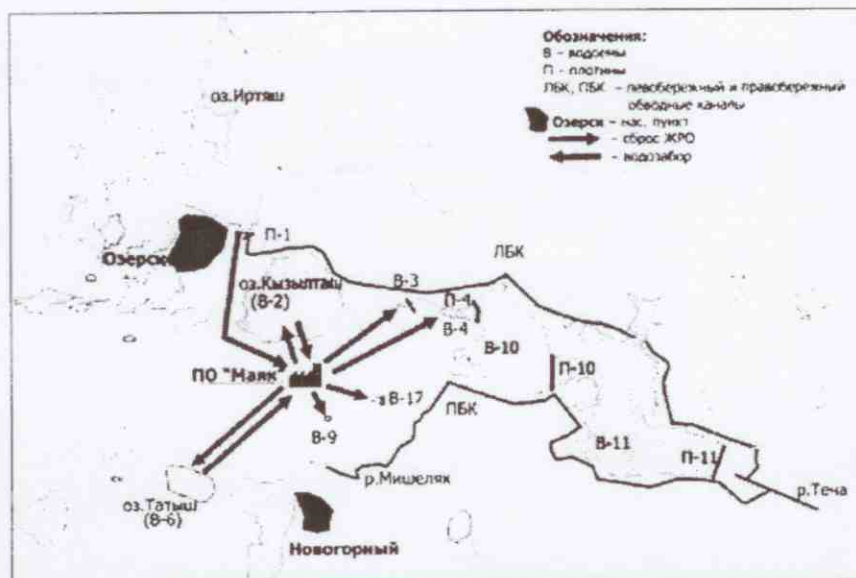 Обозначения:
В – водоемы
П – плотины
ЛБК, ПБК – левобережный и правобережный
обводные каналы
Озерск – нас. пункт
– сброс ЖРО
– водозабор
оз.Иртяш
П-1
Озерск
ЛБК
оз.Кызылташ
(В-2)
В-3
П-4
В-4
В-10
П-10
ПО "Маяк"
В-17
ПБК
В-9
В-11
П-11
р.Мишеляк
р.Теча
оз.Татыш
(В-6)
Новогорный